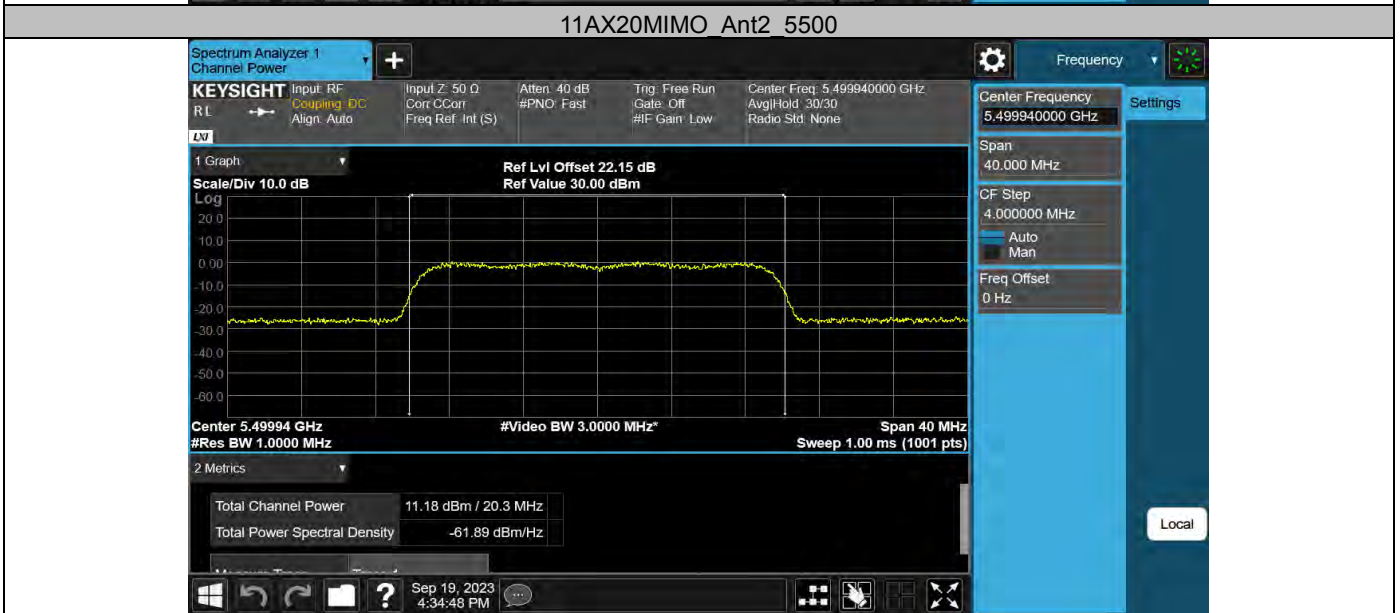 11AX20MIMO_Ant2_5500
Spectrum Analyzer 1
Channel Power
Frequency
KEYSIGHT
Input: RF
Coupling: DC
Align: Auto
Input Z: 50 Ω
Corr CCorr
Freq Ref: Int (S)
Atten: 40 dB
#PNO: Fast
Trig: Free Run
Gate: Off
#IF Gain: Low
Center Freq: 5.499940000 GHz
Avg|Hold: 30/30
Radio Std: None
LXI
Center Frequency
5.499940000 GHz
Settings
Span
40.000 MHz
CF Step
4.000000 MHz
Auto
Man
Freq Offset
0 Hz
1 Graph
Ref Lvl Offset 22.15 dB
Scale/Div 10.0 dB
Ref Value 30.00 dBm
Log
20.0
10.0
0.00
-10.0
-20.0
-30.0
-40.0
-50.0
-60.0
Center 5.49994 GHz
#Video BW 3.0000 MHz*
Span 40 MHz
#Res BW 1.0000 MHz
Sweep 1.00 ms (1001 pts)
2 Metrics
Total Channel Power 11.18 dBm / 20.3 MHz
Total Power Spectral Density -61.89 dBm/Hz
Local
?
Sep 19, 2023
4:34:48 PM